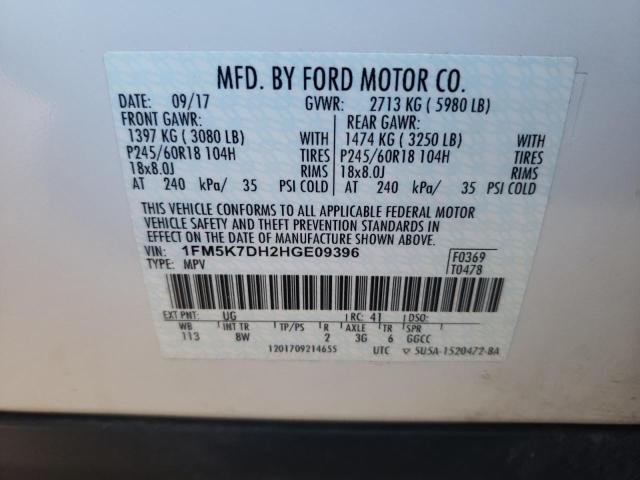 MFD. BY FORD MOTOR CO.
DATE: 09/17 GVWR: 2713 KG ( 5980 LB)
FRONT GAWR: REAR GAWR:
1397 KG ( 3080 LB) WITH 1474 KG ( 3250 LB) WITH
P245/60R18 104H TIRES P245/60R18 104H TIRES
18x8.0J RIMS 18x8.0J RIMS
AT 240 kPa/ 35 PSI COLD AT 240 kPa/ 35 PSI COLD
THIS VEHICLE CONFORMS TO ALL APPLICABLE FEDERAL MOTOR
VEHICLE SAFETY AND THEFT PREVENTION STANDARDS IN
EFFECT ON THE DATE OF MANUFACTURE SHOWN ABOVE.
VIN: 1FM5K7DH2HGE09396 F0369
TYPE: MPV T0478
EXT PNT: UG RC: 41 DSO:
WB INT TR TP/PS R AXLE TR SPR
113 8W 2 3G 6 GGCC
1201709214655 UTC ▽ 5U5A-1520472-BA